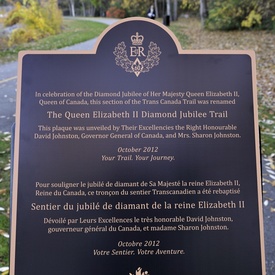 E R
In celebration of the Diamond Jubilee of Her Majesty Queen Elizabeth II,
Queen of Canada, this section of the Trans Canada Trail was renamed
The Queen Elizabeth II Diamond Jubilee Trail
This plaque was unveiled by Their Excellencies the Right Honourable
David Johnston, Governor General of Canada, and Mrs. Sharon Johnston.
October 2012
Your Trail. Your Journey.
Pour souligner le jubilé de diamant de Sa Majesté la reine Elizabeth II,
Reine du Canada, ce tronçon du sentier Transcanadien a été rebaptisé
Sentier du jubilé de diamant de la reine Elizabeth II
Dévoilé par Leurs Excellences le très honorable David Johnston,
gouverneur général du Canada, et madame Sharon Johnston.
Octobre 2012
Votre Sentier. Votre Aventure.